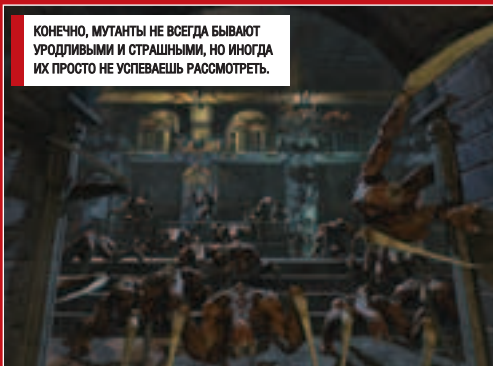 КОНЕЧНО, МУТАНТЫ НЕ ВСЕГДА БЫВАЮТ
УРОДЛИВЫМИ И СТРАШНЫМИ, НО ИНОГДА
ИХ ПРОСТО НЕ УСПЕВАЕШЬ РАССМОТРЕТЬ.